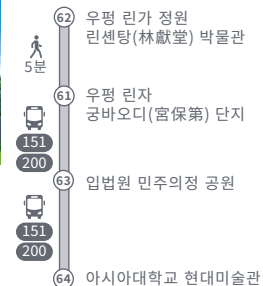 62 우펑 린가 정원
린셴탕(林獻堂) 박물관
5분
61 우펑 린자
궁바오디(宮保第) 단지
151
200
63 입법원 민주의정 공원
151
200
64 아시아대학교 현대미술관